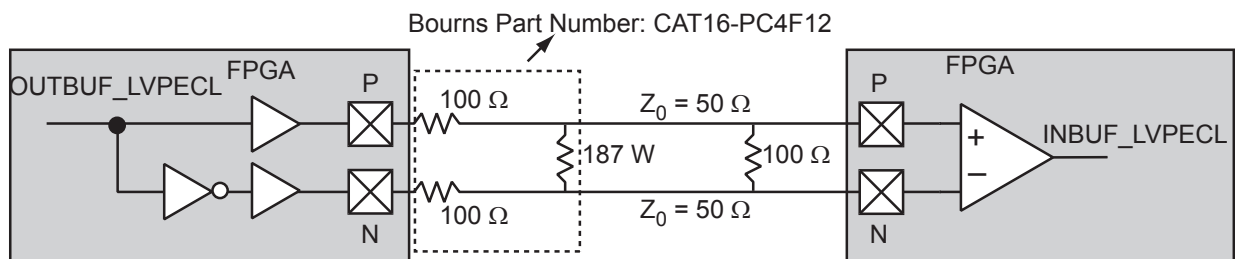 Bourns Part Number: CAT16-PC4F12
OUTBUF_LVPECL
FPGA
P
100 Ω
Z0 = 50 Ω
187 W
100 Ω
100 Ω
N
Z0 = 50 Ω
FPGA
P
+
−
INBUF_LVPECL
N